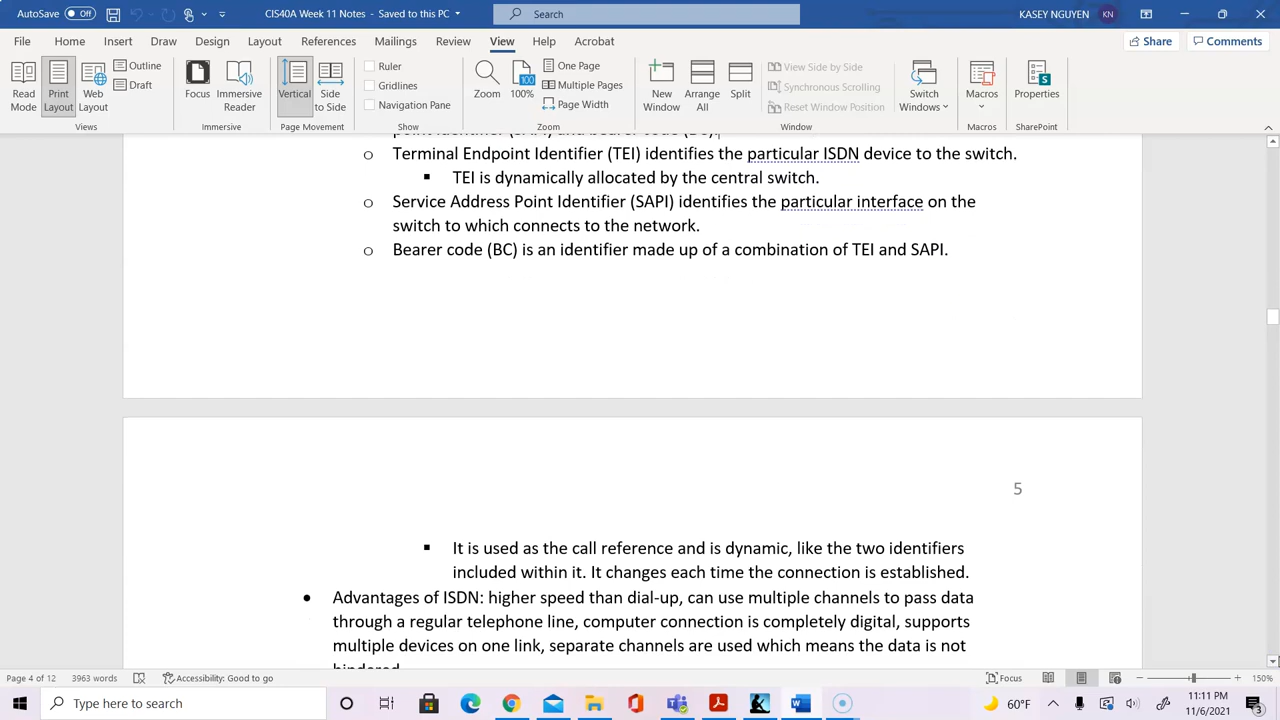 AutoSave Off
CIS40A Week 11 Notes
Search
KASEY NGUYEN KN
File Home Insert Draw Design Layout References Mailings Review View Help Acrobat Share Comments
Read Mode
Print Layout
Web Layout
Outline
Draft
Views
Focus
Immersive Reader
Immersive
Vertical
Side to Side
Page Movement
Ruler
Gridlines
Navigation Pane
Show
Zoom
100
100%
One Page
Multiple Pages
Page Width
Zoom
New Window
Arrange All
Split
View Side by Side
Synchronous Scrolling
Reset Window Position
Switch Windows
Window
Macros
Macros
S
Properties
SharePoint
o Terminal Endpoint Identifier (TEI) identifies the particular ISDN device to the switch.
▪ TEI is dynamically allocated by the central switch.
o Service Address Point Identifier (SAPI) identifies the particular interface on the
switch to which connects to the network.
o Bearer code (BC) is an identifier made up of a combination of TEI and SAPI.
5
▪ It is used as the call reference and is dynamic, like the two identifiers
included within it. It changes each time the connection is established.
• Advantages of ISDN: higher speed than dial-up, can use multiple channels to pass data
through a regular telephone line, computer connection is completely digital, supports
multiple devices on one link, separate channels are used which means the data is not
hindered.
Page 4 of 12 3963 words Accessibility: Good to go Focus 150%
Type here to search
60°F
11:11 PM
11/6/2021
3